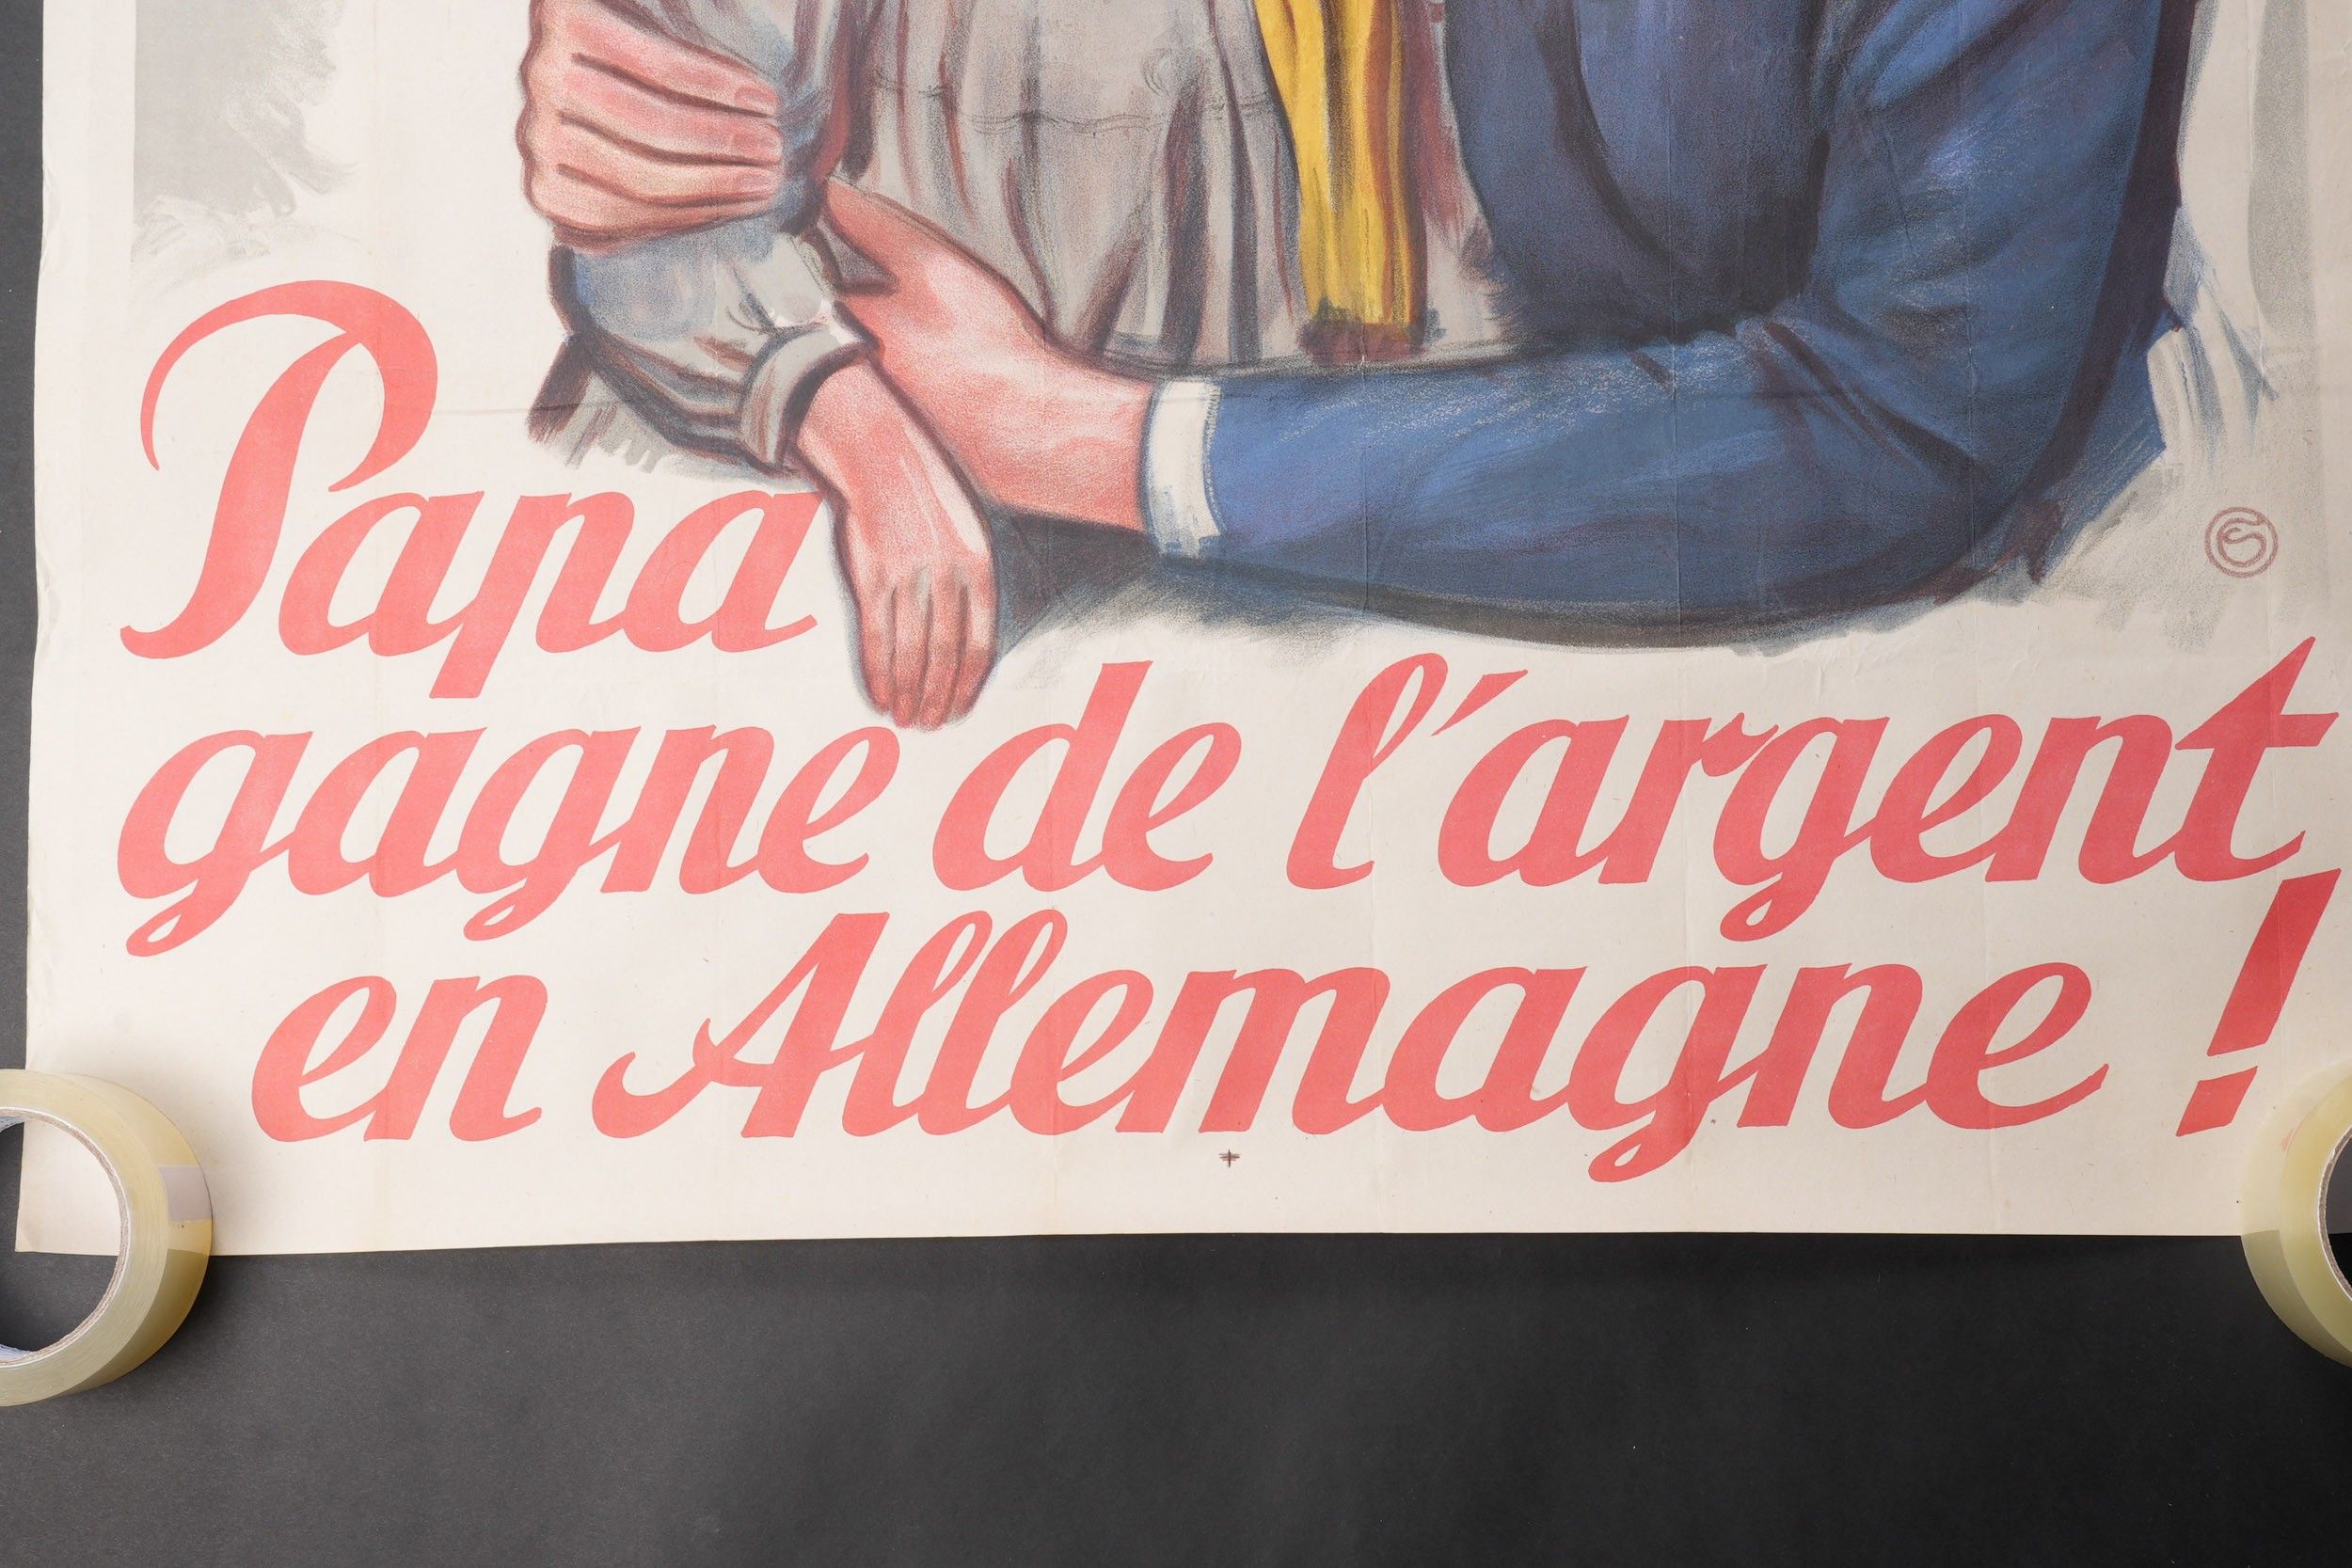 Papa
gagne de l'argent
en Allemagne !